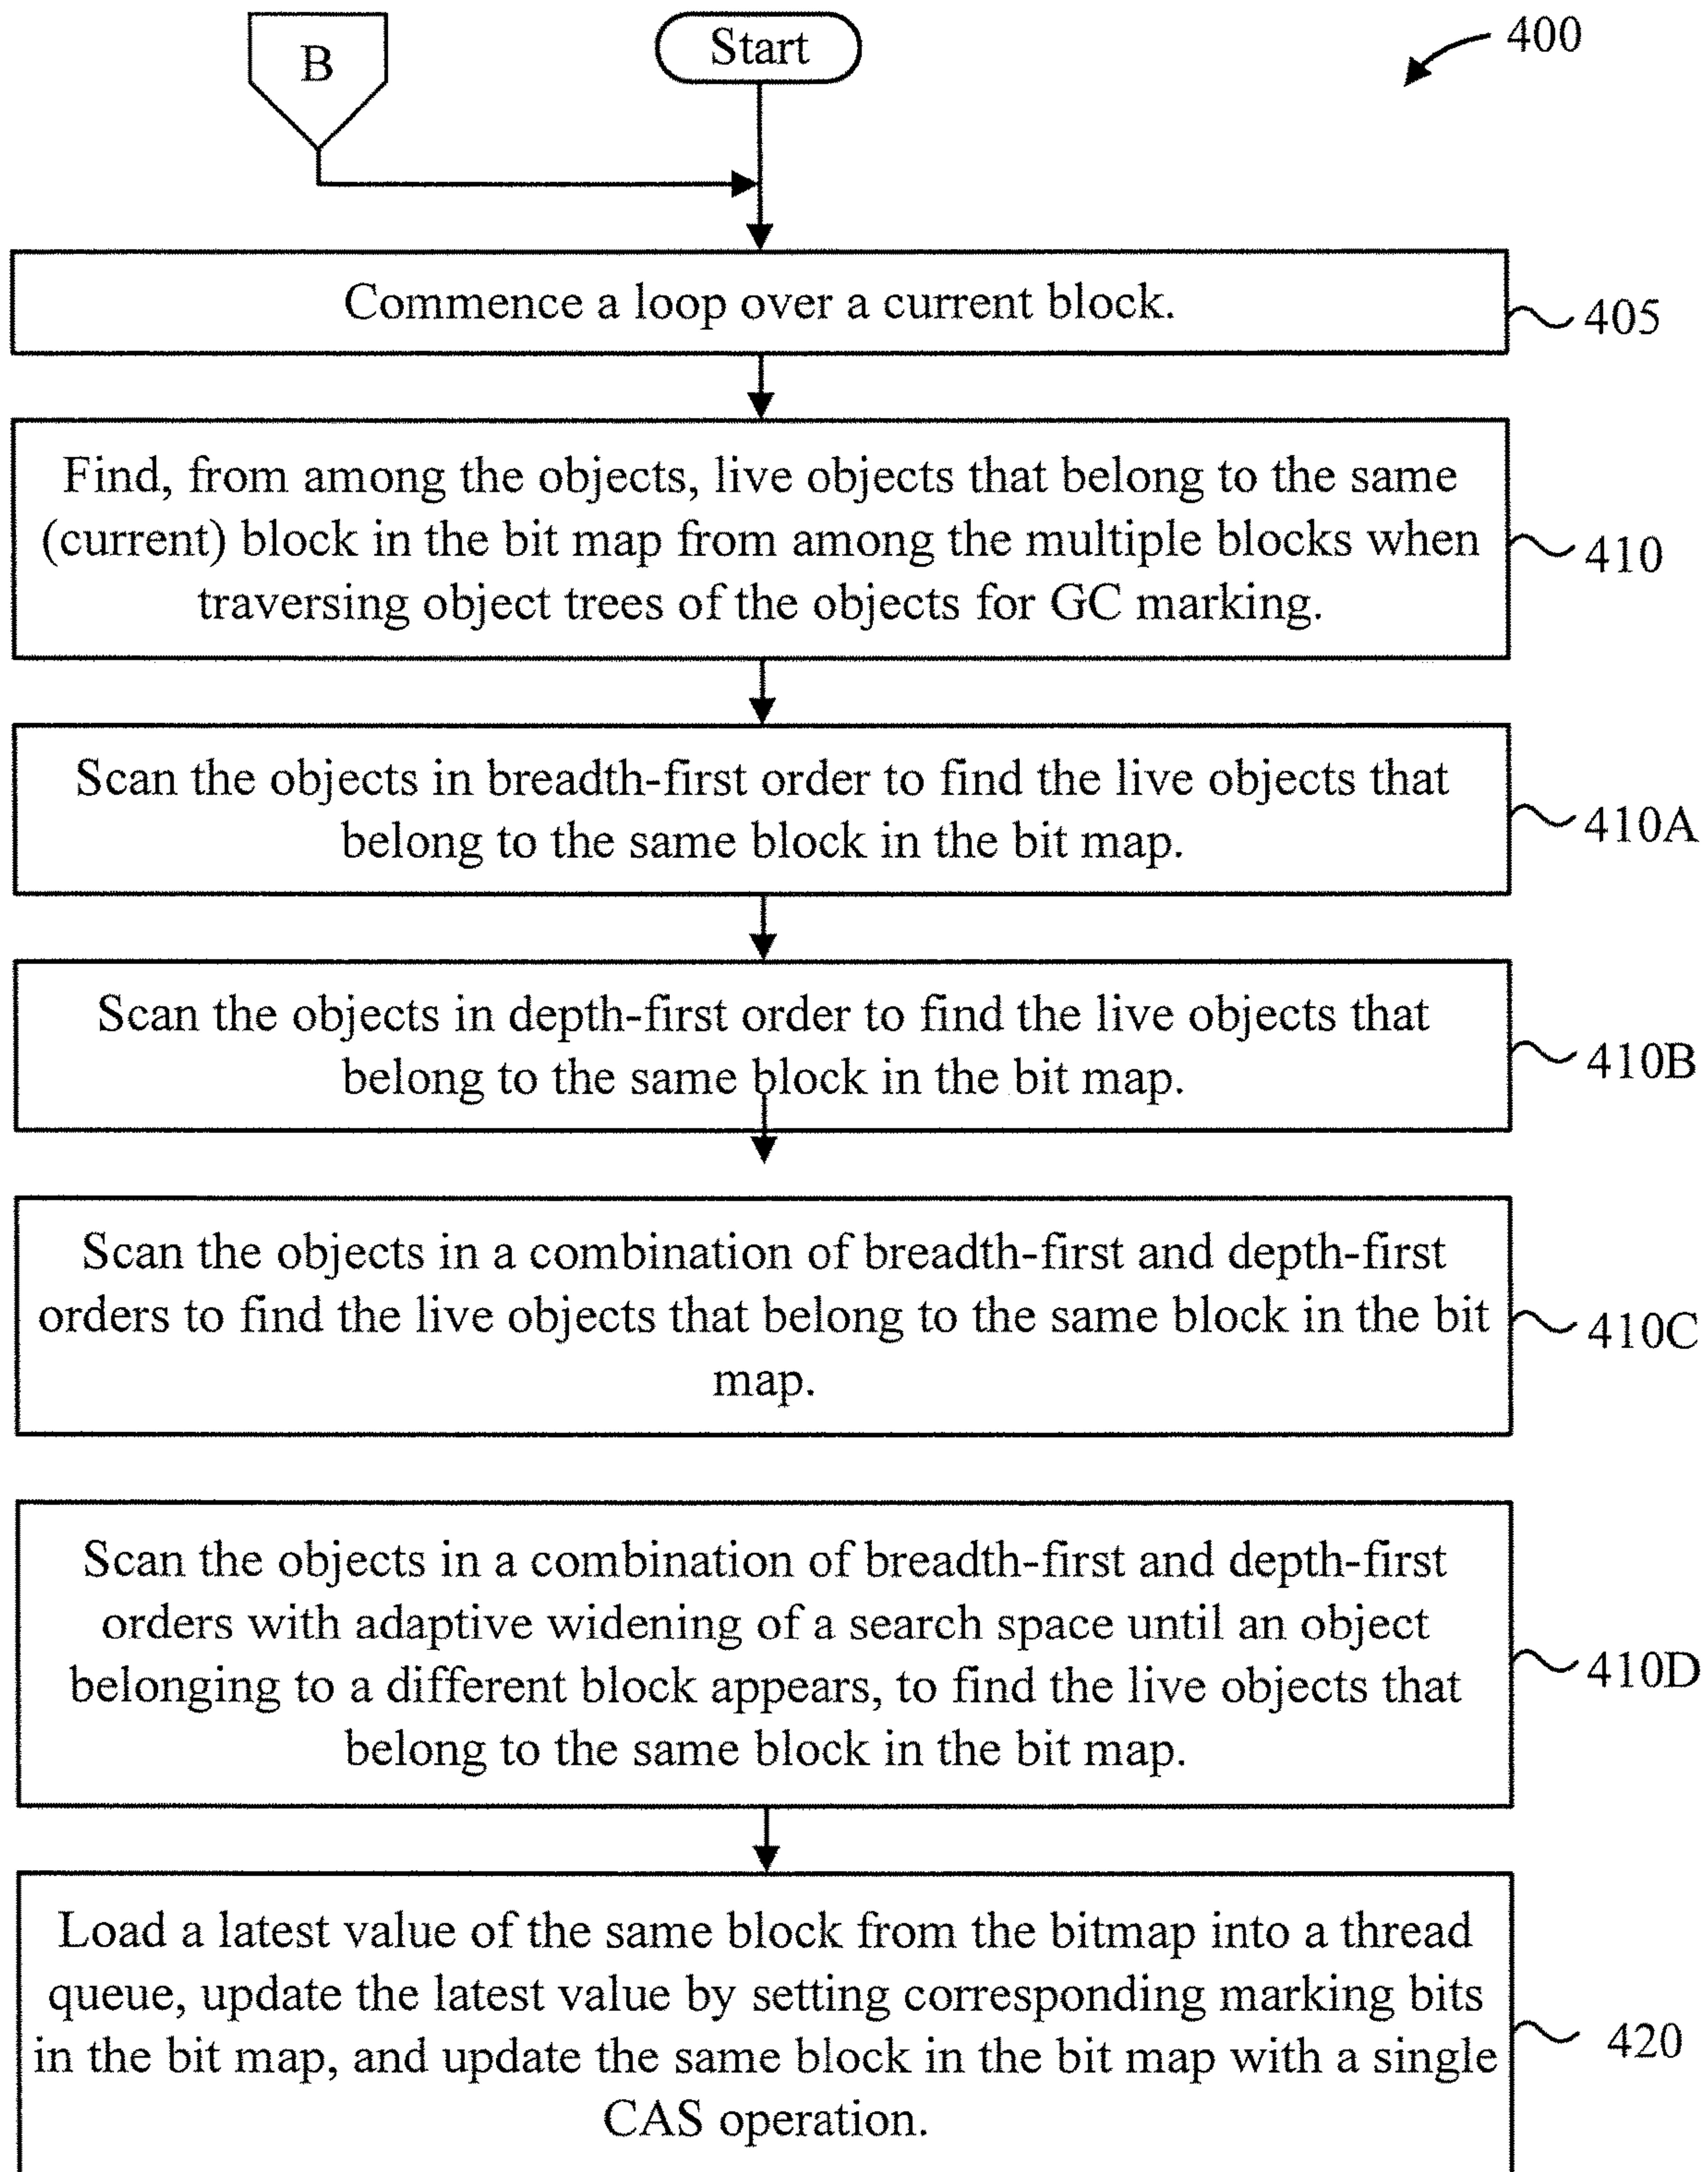 B
Start
400
Commence a loop over a current block.
405
Find, from among the objects, live objects that belong to the same
(current) block in the bit map from among the multiple blocks when
traversing object trees of the objects for GC marking.
410
Scan the objects in breadth-first order to find the live objects that
belong to the same block in the bit map.
410A
Scan the objects in depth-first order to find the live objects that
belong to the same block in the bit map.
410B
Scan the objects in a combination of breadth-first and depth-first
orders to find the live objects that belong to the same block in the bit
map.
410C
Scan the objects in a combination of breadth-first and depth-first
orders with adaptive widening of a search space until an object
belonging to a different block appears, to find the live objects that
belong to the same block in the bit map.
410D
Load a latest value of the same block from the bitmap into a thread
queue, update the latest value by setting corresponding marking bits
in the bit map, and update the same block in the bit map with a single
CAS operation.
420